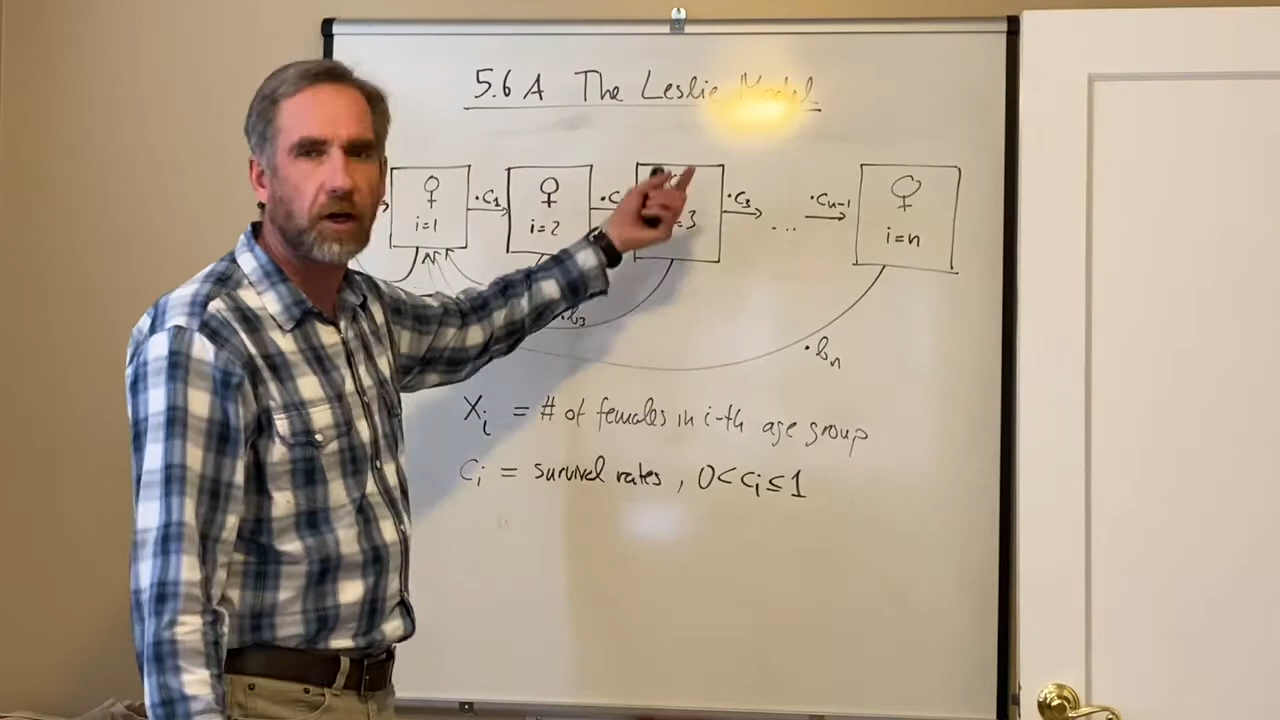 5.6 A The Leslie Model
·c₁ ·c ·c₃ ·cₙ₋₁
♀ ♀ ♀
i=1 i=2 =3 ... i=n
·b₃
·bₙ
Xᵢ = # of females in i-th age group
Cᵢ = survival rates , 0<cᵢ≤1